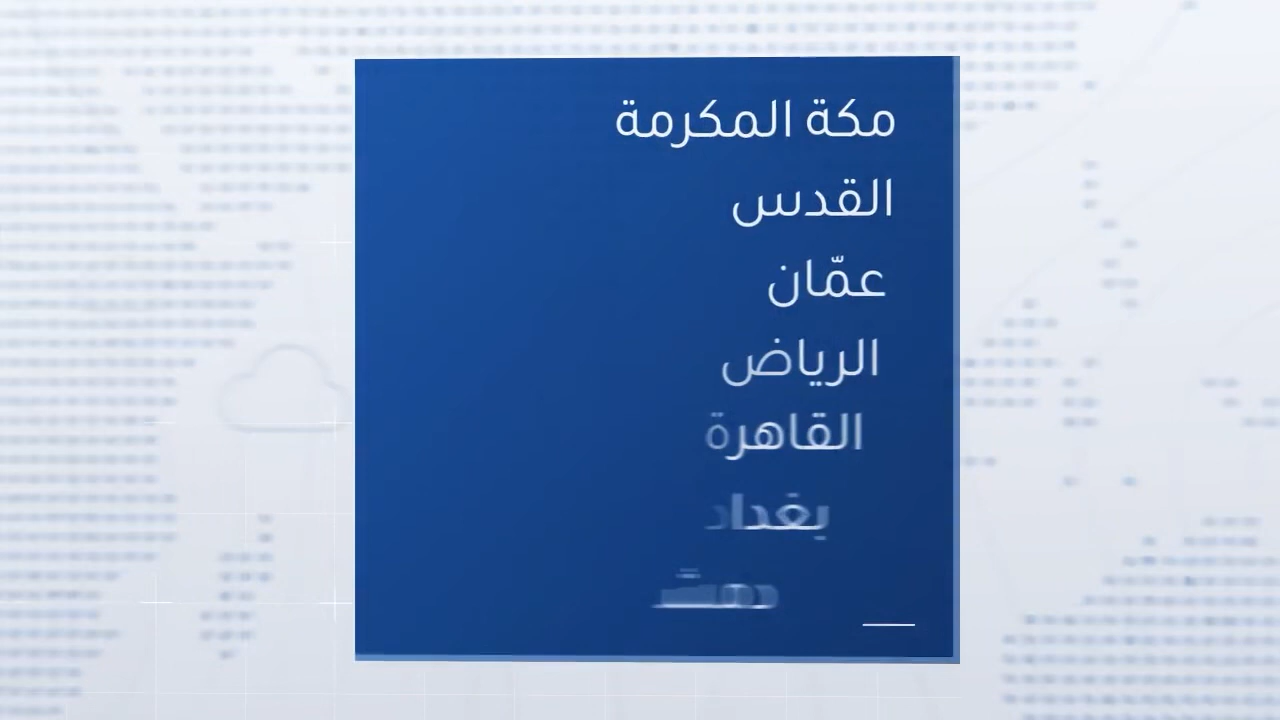 مكة المكرمة
القدس
عمّان
الرياض
القاهرة
بغداد